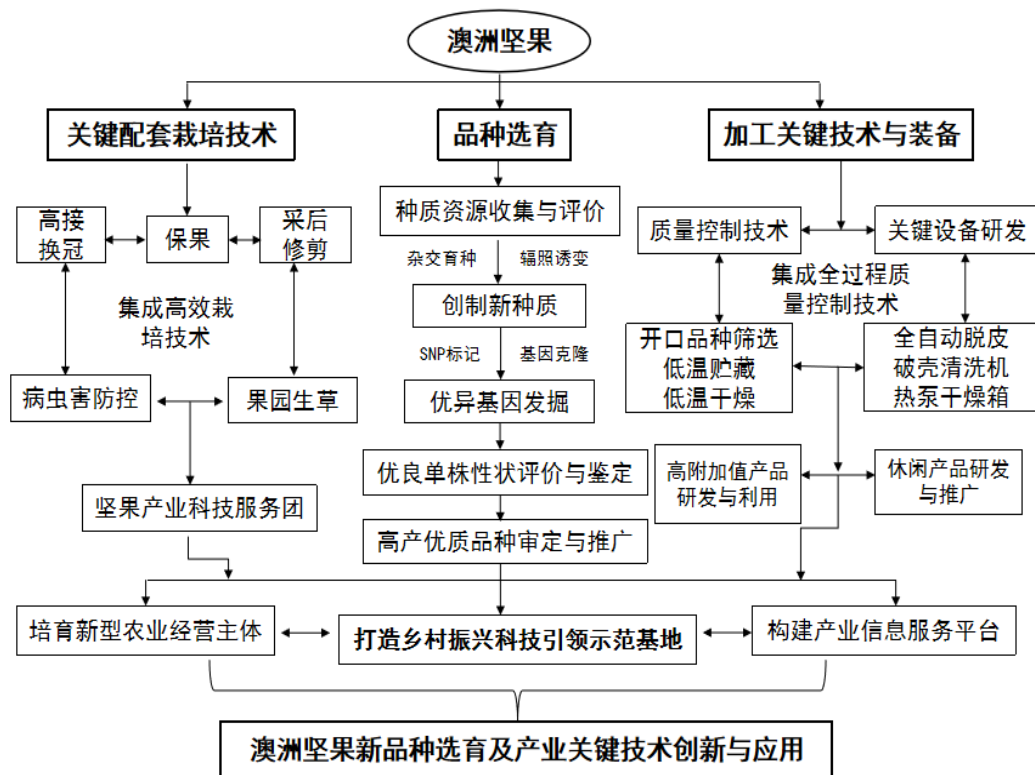 澳洲坚果
关键配套栽培技术
品种选育
加工关键技术与装备
高接
换冠
保果
采后
修剪
集成高效栽
培技术
病虫害防控
果园生草
坚果产业科技服务团
种质资源收集与评价
杂交育种
辐照诱变
创制新种质
SNP标记
基因克隆
优异基因发掘
优良单株性状评价与鉴定
高产优质品种审定与推广
质量控制技术
关键设备研发
集成全过程质
量控制技术
开口品种筛选
低温贮藏
低温干燥
全自动脱皮
破壳清洗机
热泵干燥箱
高附加值产品
研发与利用
休闲产品研发
与推广
培育新型农业经营主体
打造乡村振兴科技引领示范基地
构建产业信息服务平台
澳洲坚果新品种选育及产业关键技术创新与应用